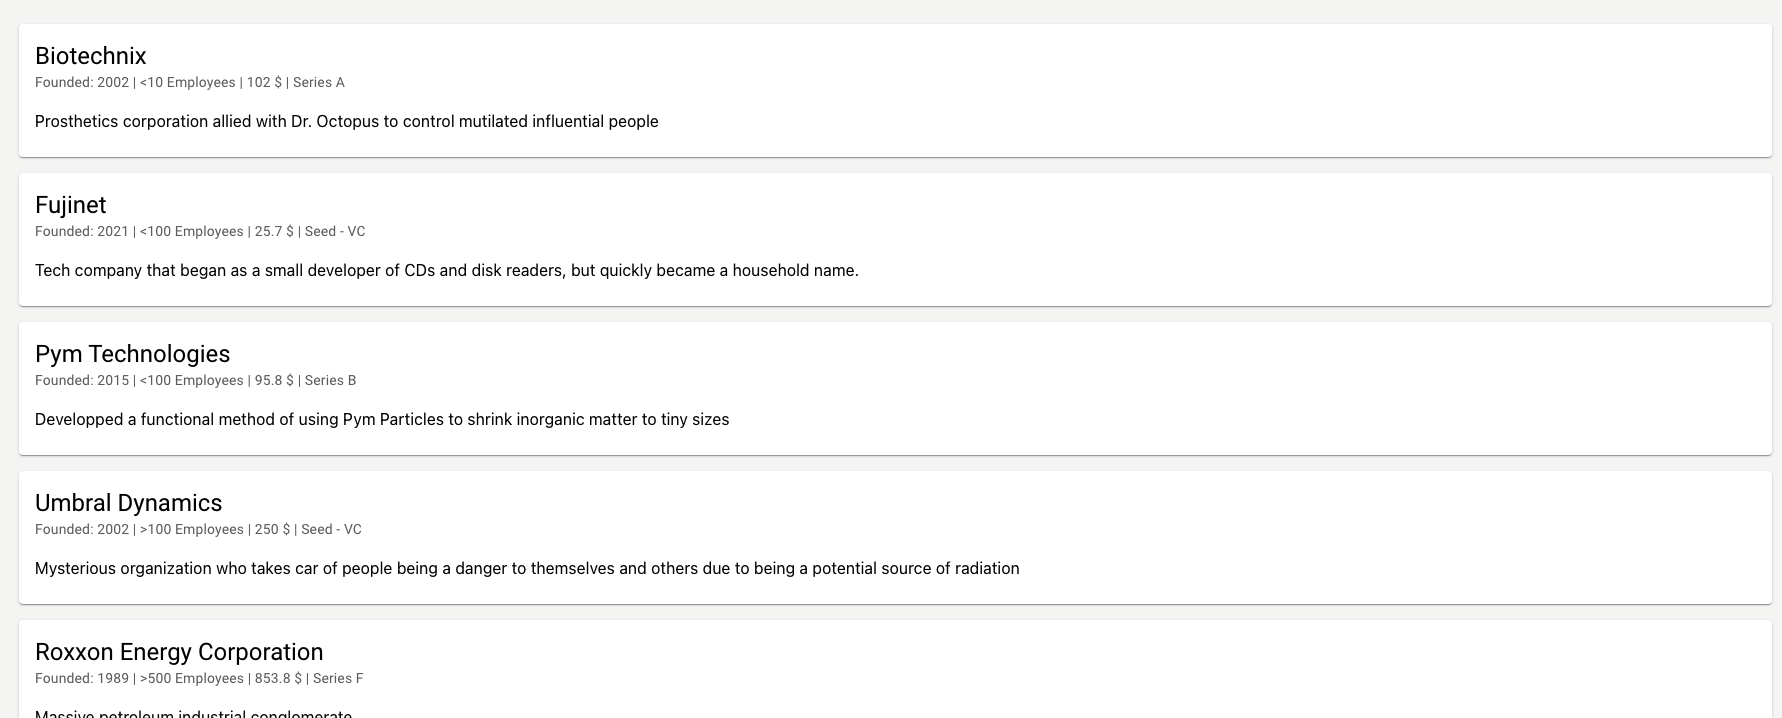 Biotechnix
Founded: 2002 | <10 Employees | 102 $ | Series A
Prosthetics corporation allied with Dr. Octopus to control mutilated influential people
Fujinet
Founded: 2021 | <100 Employees | 25.7 $ | Seed - VC
Tech company that began as a small developer of CDs and disk readers, but quickly became a household name.
Pym Technologies
Founded: 2015 | <100 Employees | 95.8 $ | Series B
Developped a functional method of using Pym Particles to shrink inorganic matter to tiny sizes
Umbral Dynamics
Founded: 2002 | >100 Employees | 250 $ | Seed - VC
Mysterious organization who takes car of people being a danger to themselves and others due to being a potential source of radiation
Roxxon Energy Corporation
Founded: 1989 | >500 Employees | 853.8 $ | Series F
Massive petroleum industrial conglomerate